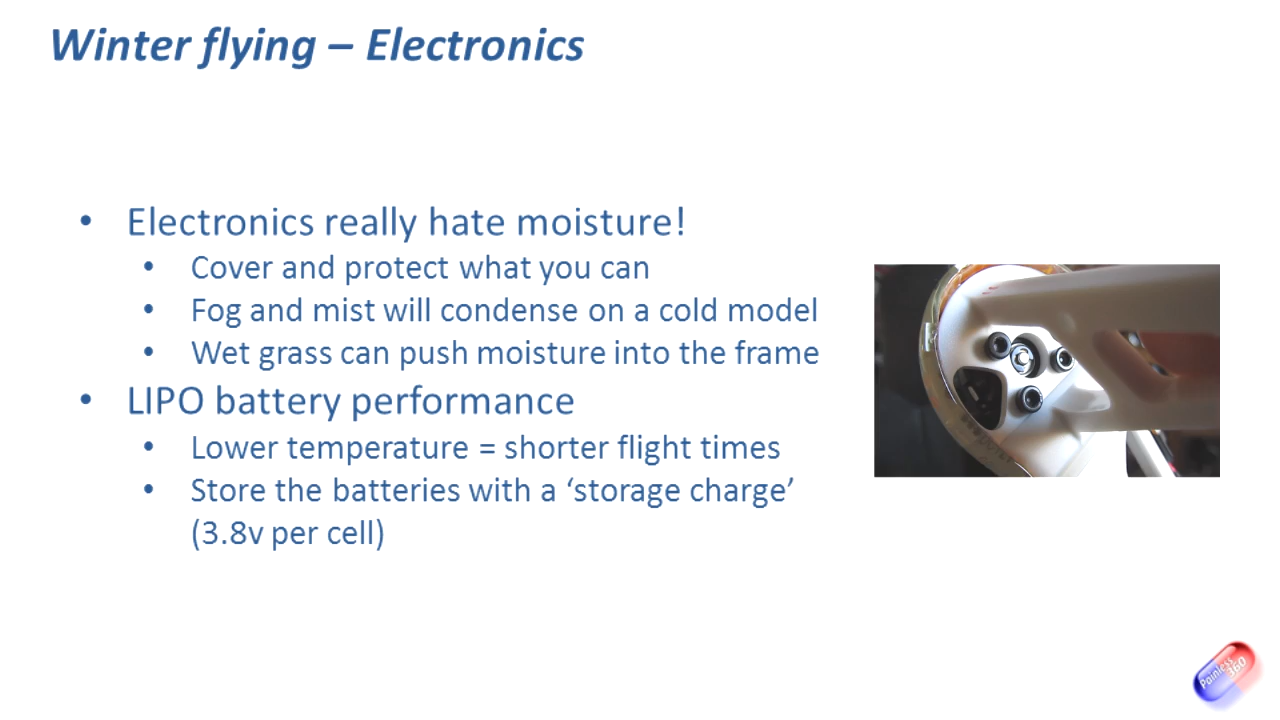 Winter flying – Electronics
• Electronics really hate moisture!
• Cover and protect what you can
• Fog and mist will condense on a cold model
• Wet grass can push moisture into the frame
• LIPO battery performance
• Lower temperature = shorter flight times
• Store the batteries with a ‘storage charge’
(3.8v per cell)
Painless
360